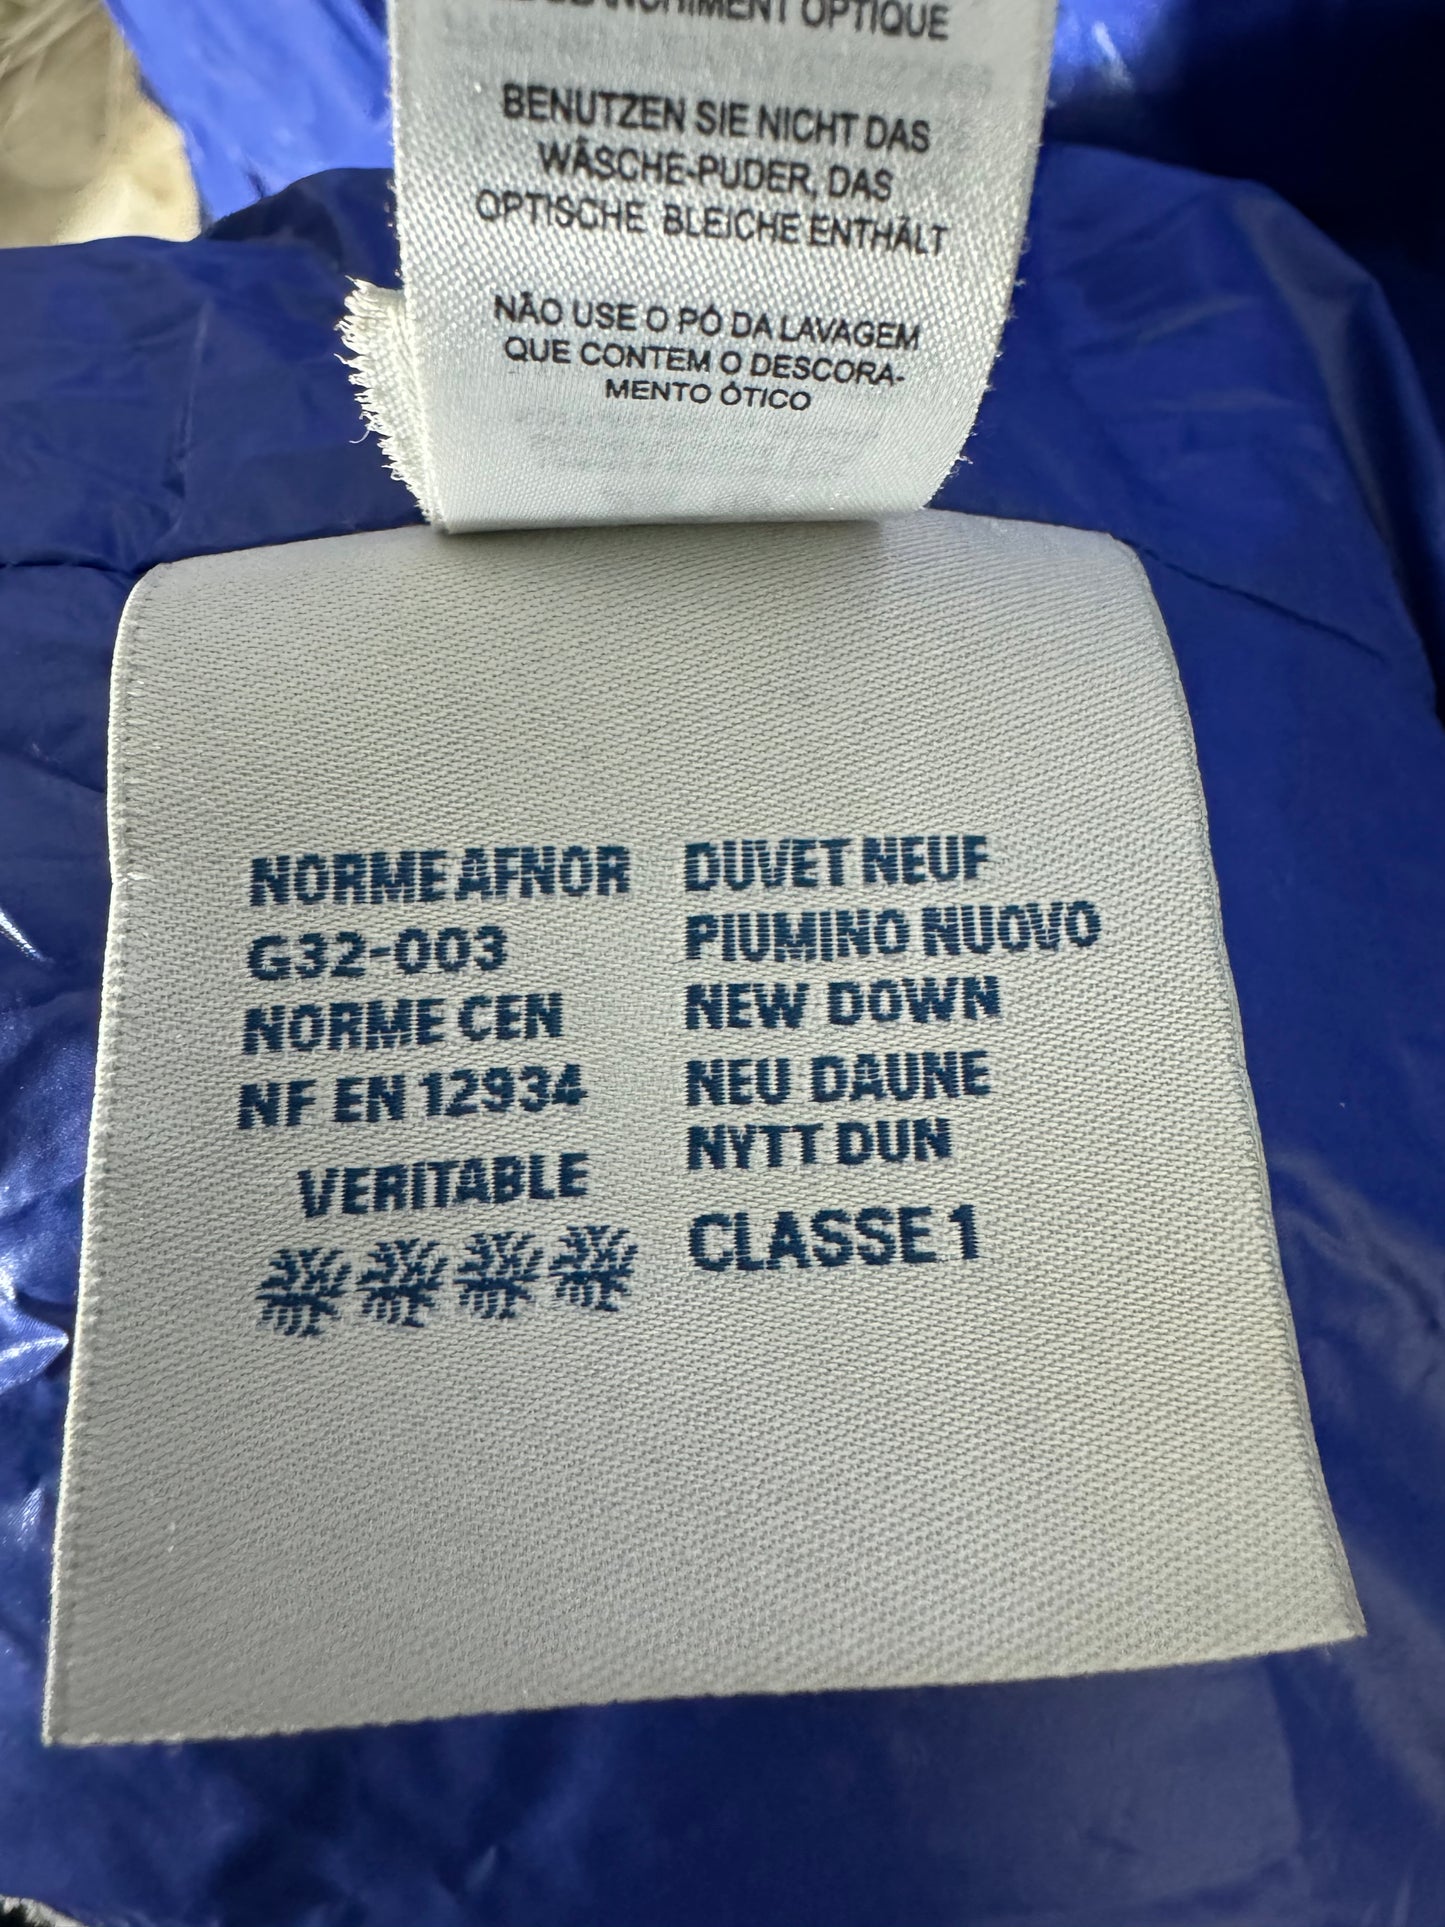 BLANCHIMENT OPTIQUE
BENUTZEN SIE NICHT DAS
WÄSCHE-PUDER, DAS
OPTISCHE BLEICHE ENTHÄLT
NÃO USE O PÓ DA LAVAGEM
QUE CONTEM O DESCORA-
MENTO ÓTICO
NORME AFNOR
G32-003
NORME CEN
NF EN 12934
VERITABLE
DUVET NEUF
PIUMINO NUOVO
NEW DOWN
NEU DAUNE
NYTT DUN
CLASSE 1